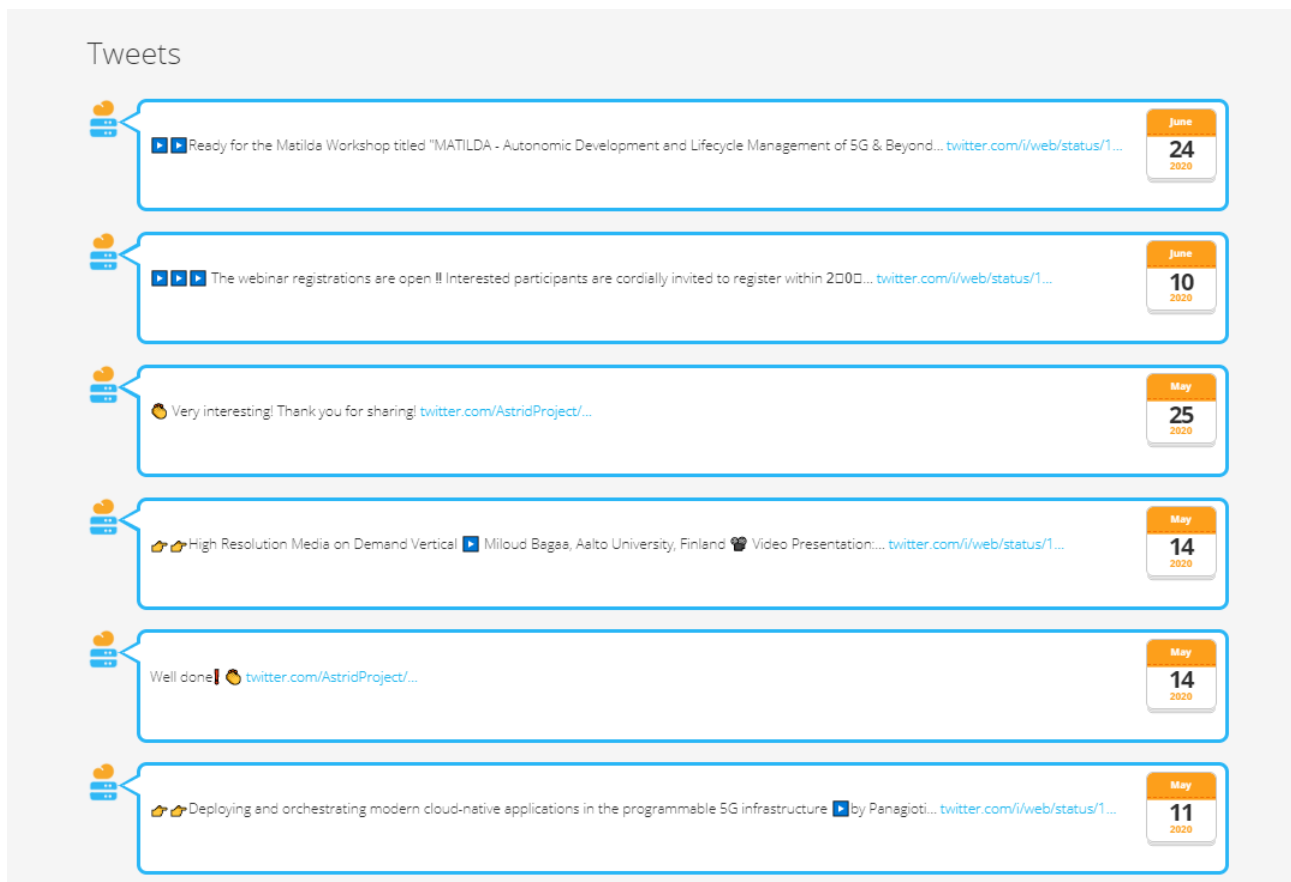 Tweets
▶️▶️Ready for the Matilda Workshop titled "MATILDA - Autonomic Development and Lifecycle Management of 5G & Beyond... twitter.com/i/web/status/1...
June
24
2020
▶️▶️▶️ The webinar registrations are open ‼ Interested participants are cordially invited to register within 2□0□... twitter.com/i/web/status/1...
June
10
2020
👏 Very interesting! Thank you for sharing! twitter.com/AstridProject/...
May
25
2020
👉👉High Resolution Media on Demand Vertical ▶️ Miloud Bagaa, Aalto University, Finland 📽 Video Presentation:... twitter.com/i/web/status/1...
May
14
2020
Well done❗ 👏 twitter.com/AstridProject/...
May
14
2020
👉👉Deploying and orchestrating modern cloud-native applications in the programmable 5G infrastructure ▶️by Panagioti... twitter.com/i/web/status/1...
May
11
2020